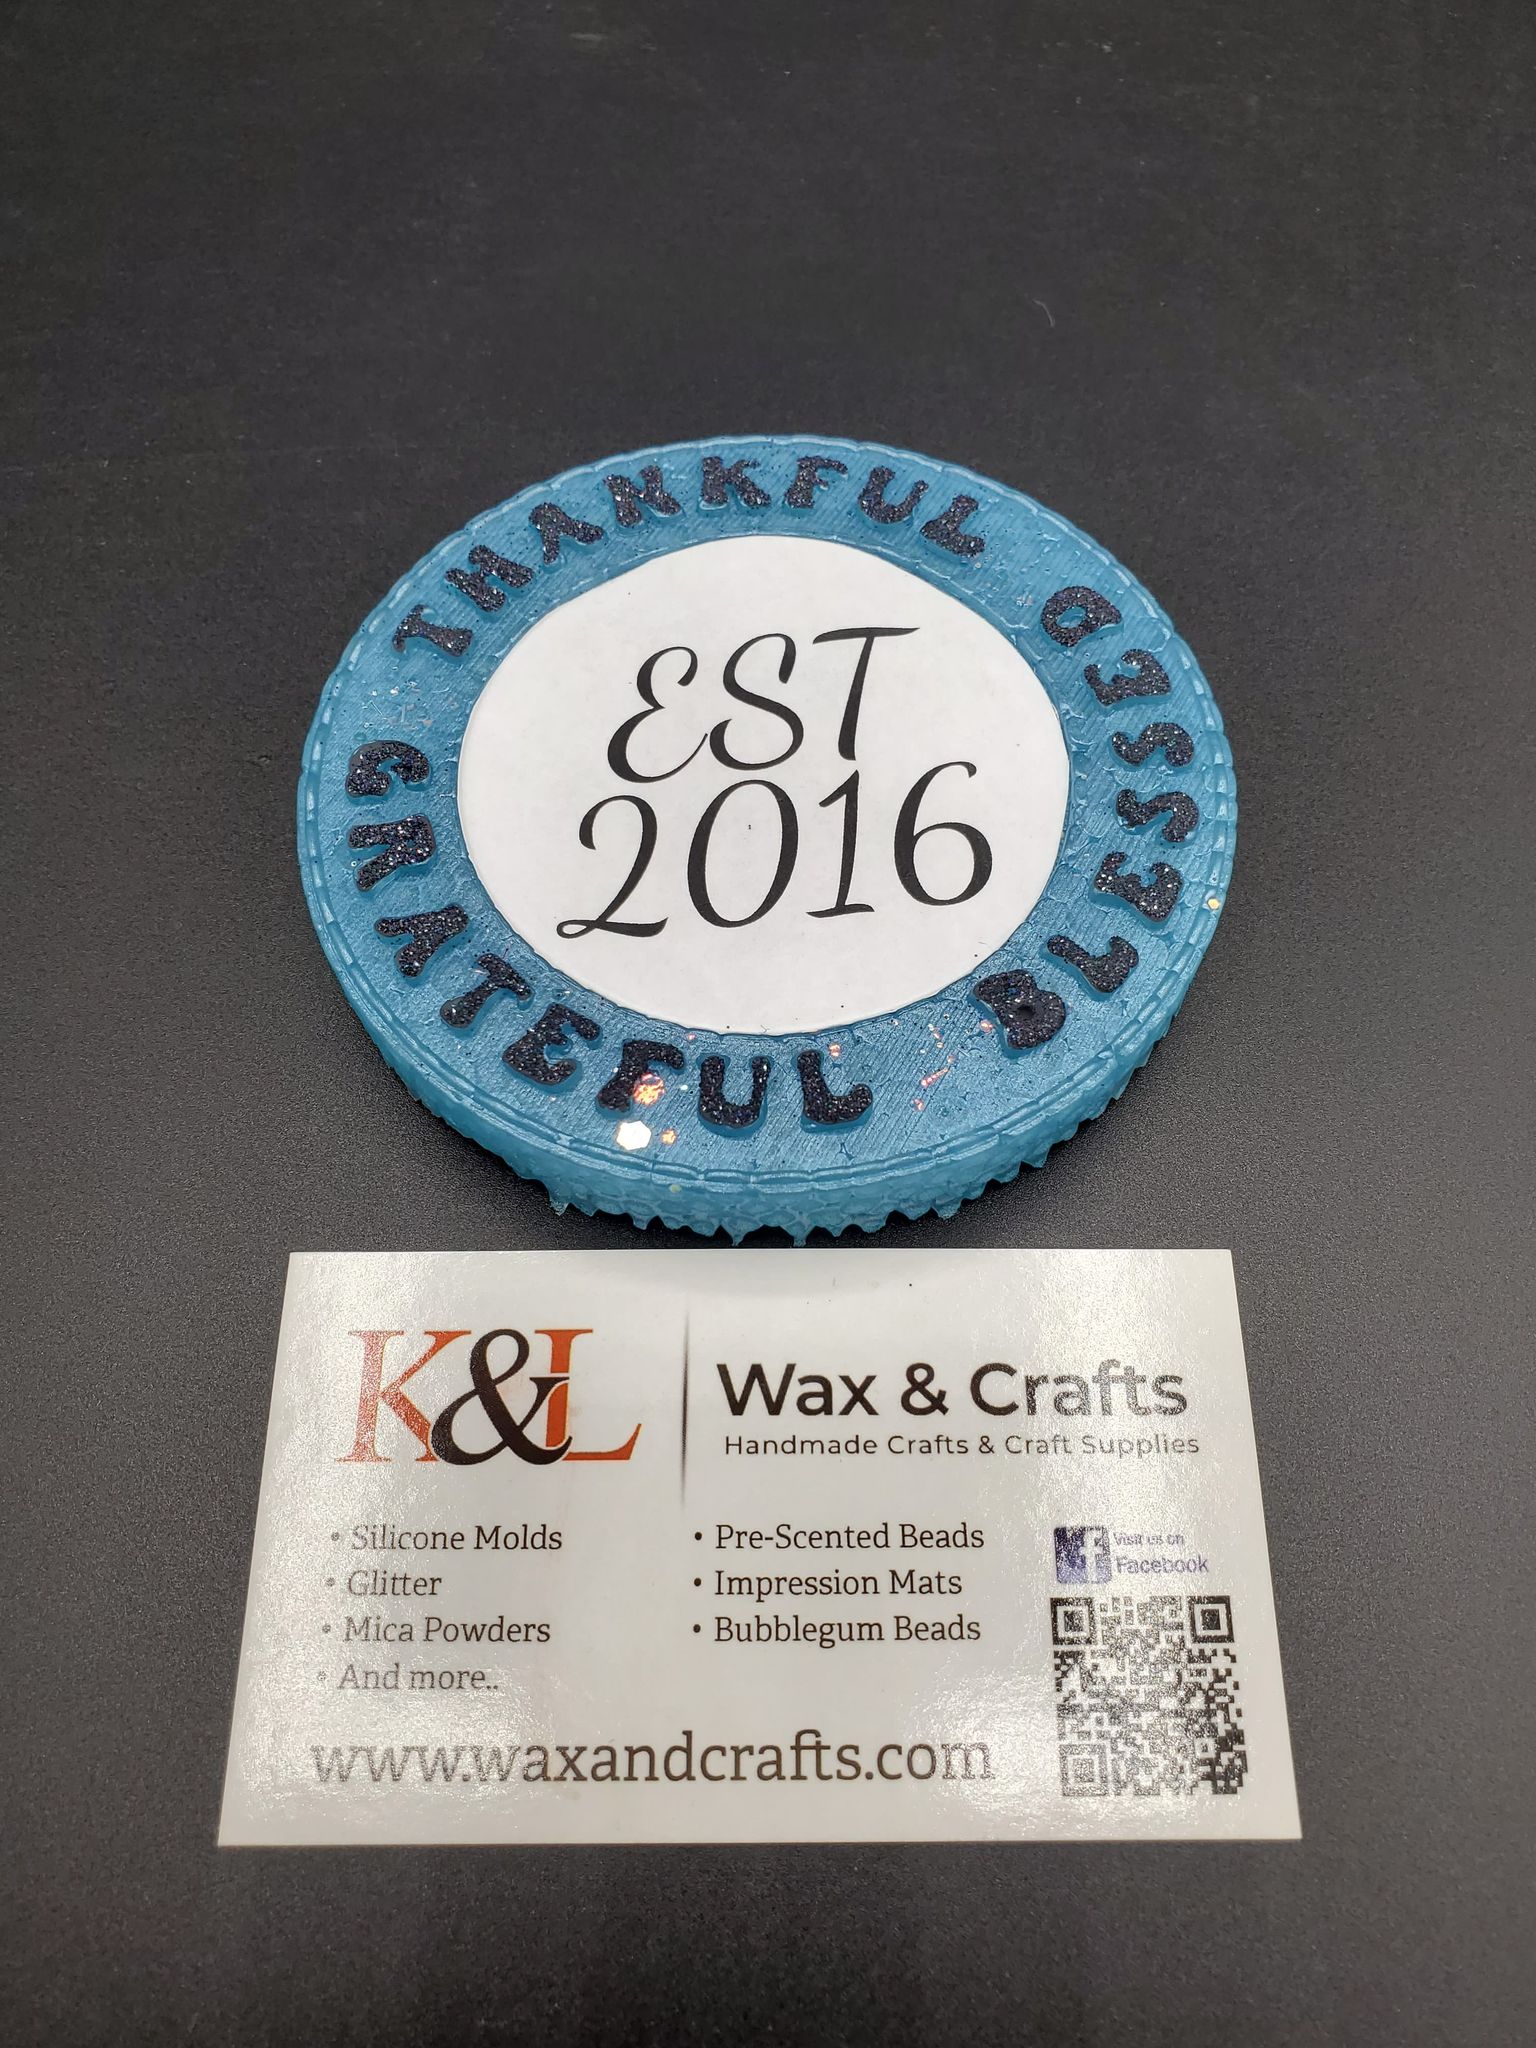 THANKFUL
BLESSED
GRATEFUL
EST
2016
K&L
Wax & Crafts
Handmade Crafts & Craft Supplies
• Silicone Molds
• Glitter
• Mica Powders
• And more..
• Pre-Scented Beads
• Impression Mats
• Bubblegum Beads
Visit us on
Facebook
www.waxandcrafts.com